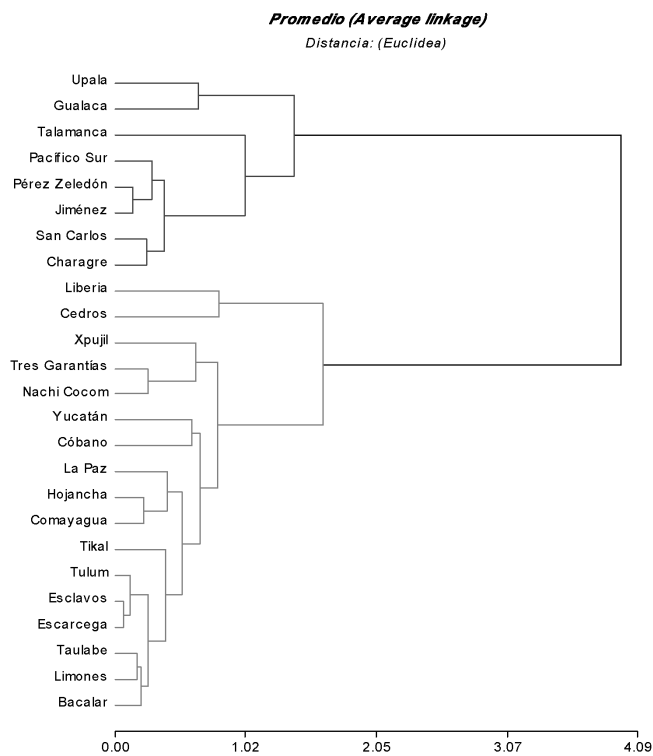 Promedio (Average linkage)
Distancia: (Euclidea)
Upala
Gualaca
Talamanca
Pacífico Sur
Pérez Zeledón
Jiménez
San Carlos
Charagre
Liberia
Cedros
Xpujil
Tres Garantías
Nachi Cocom
Yucatán
Cóbano
La Paz
Hojancha
Comayagua
Tikal
Tulum
Esclavos
Escarcega
Taulabe
Limones
Bacalar
0.00 1.02 2.05 3.07 4.09